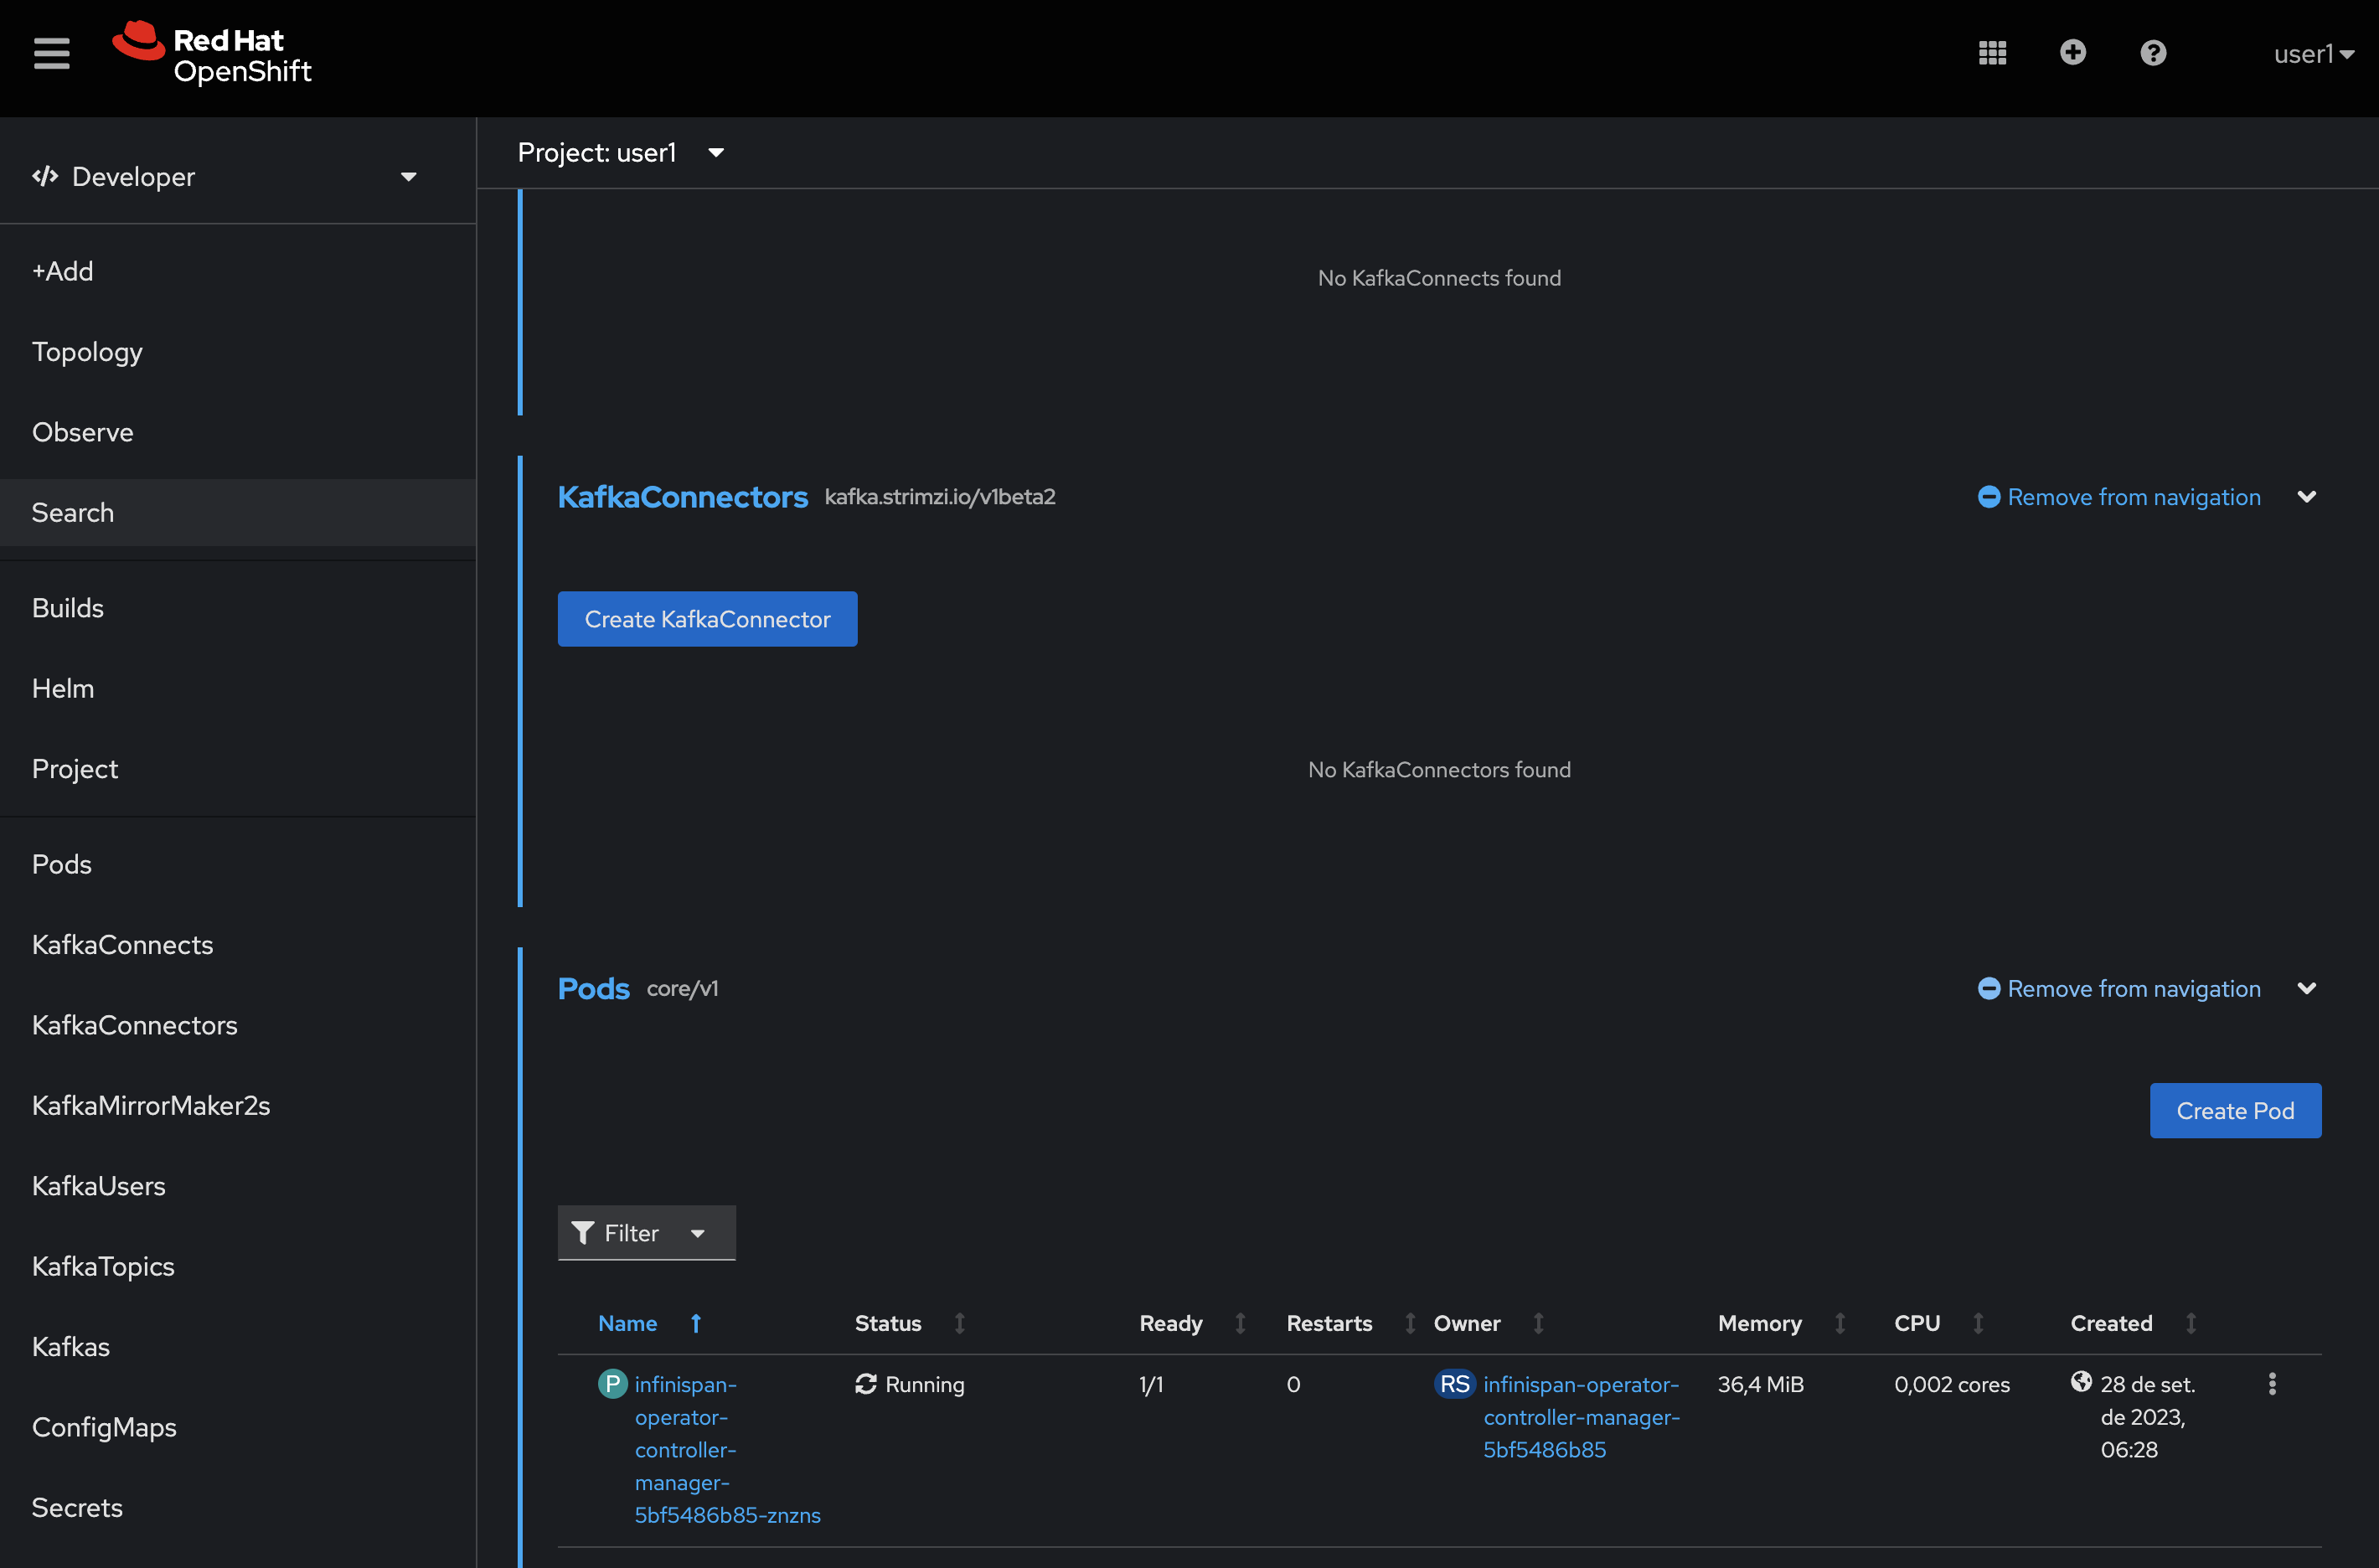 Red Hat
OpenShift
user1
Developer
+Add
Topology
Observe
Search
Builds
Helm
Project
Pods
KafkaConnects
KafkaConnectors
KafkaMirrorMaker2s
KafkaUsers
KafkaTopics
Kafkas
ConfigMaps
Secrets
Project: user1
No KafkaConnects found
KafkaConnectors kafka.strimzi.io/v1beta2 Remove from navigation
Create KafkaConnector
No KafkaConnectors found
Pods core/v1 Remove from navigation
Create Pod
Filter
Name Status Ready Restarts Owner Memory CPU Created
P infinispan- Running 1/1 0 RS infinispan-operator- 36,4 MiB 0,002 cores 28 de set.
operator- controller-manager- de 2023,
controller- 5bf5486b85 06:28
manager-
5bf5486b85-znzns